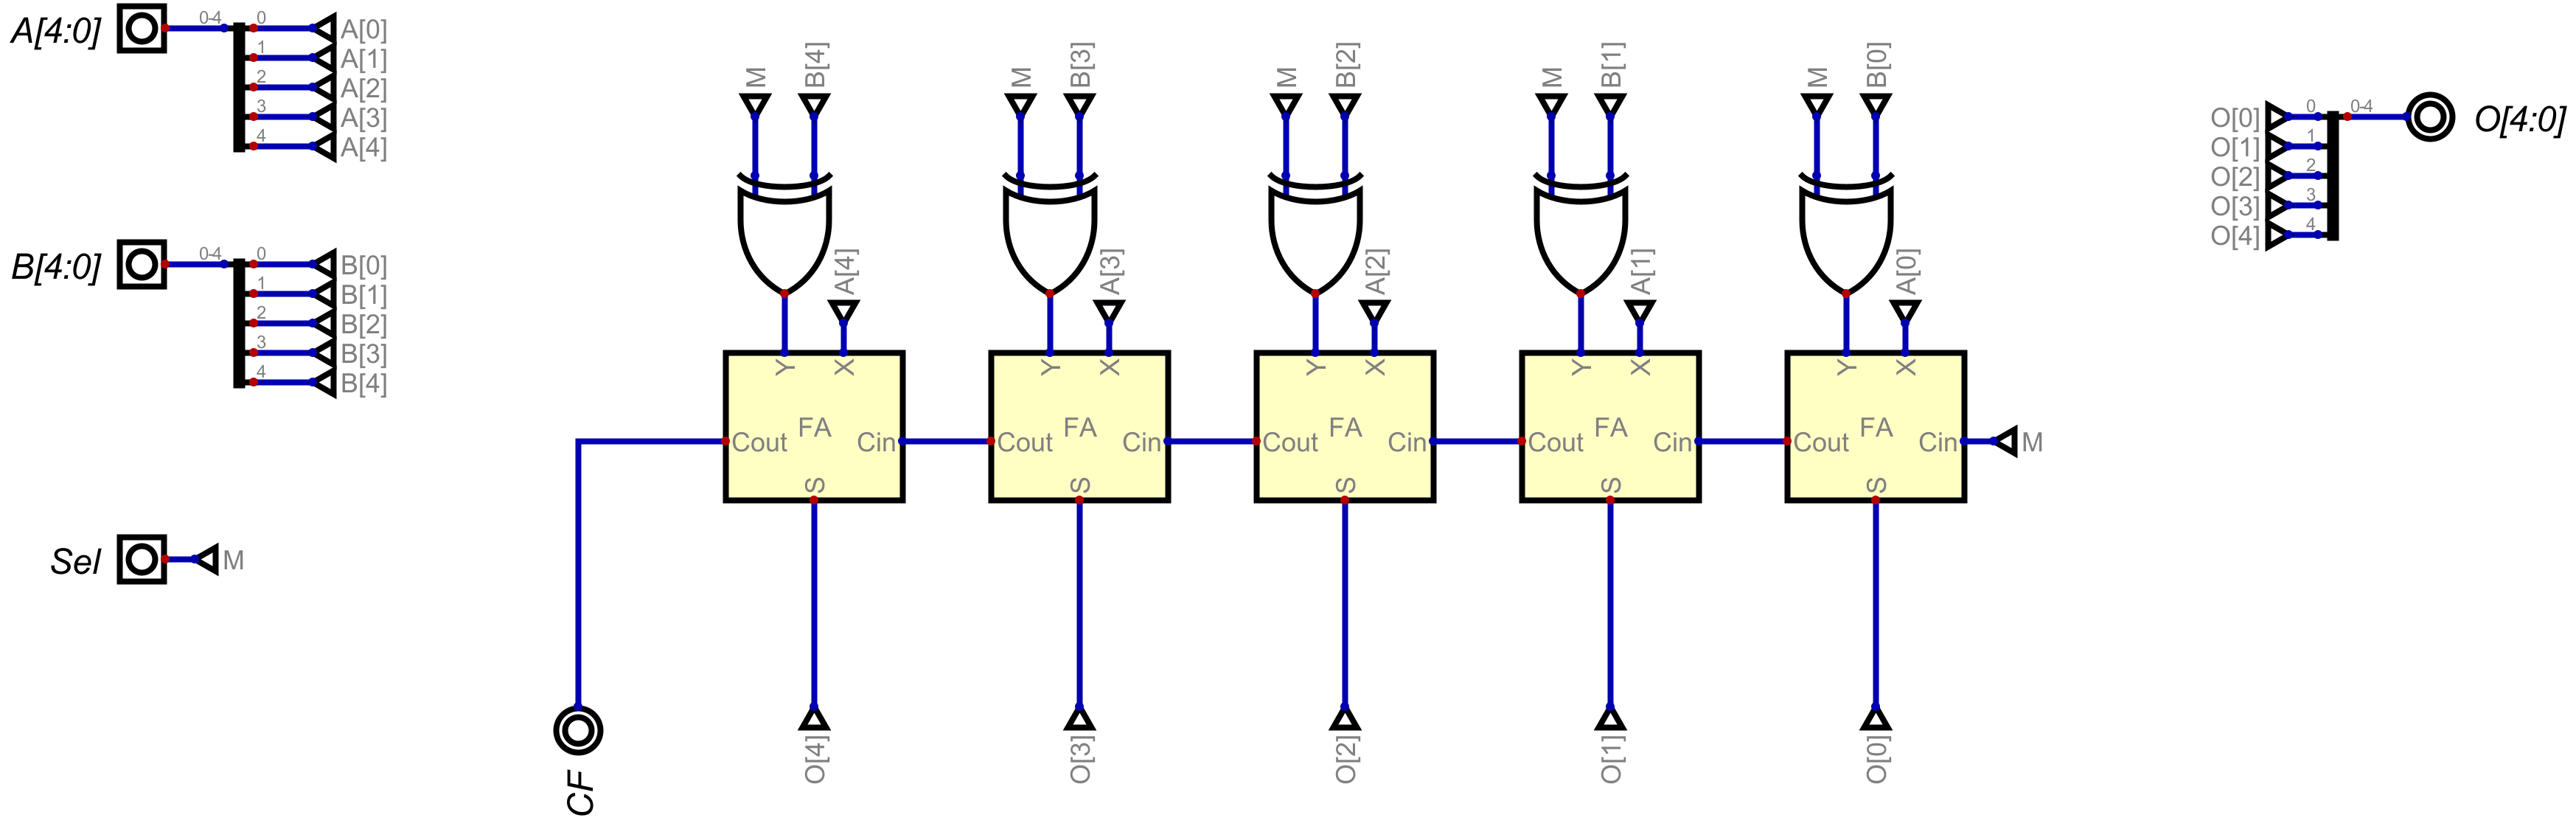 A[4:0]
0-4
0
A[0]
1
A[1]
2
A[2]
3
A[3]
4
A[4]
B[4:0]
0-4
0
B[0]
1
B[1]
2
B[2]
3
B[3]
4
B[4]
Sel
M
M
B[4]
A[4]
Y
X
FA
Cout
Cin
S
O[4]
CF
M
B[3]
A[3]
Y
X
FA
Cout
Cin
S
O[3]
M
B[2]
A[2]
Y
X
FA
Cout
Cin
S
O[2]
M
B[1]
A[1]
Y
X
FA
Cout
Cin
S
O[1]
M
B[0]
A[0]
Y
X
FA
Cout
Cin
M
S
O[0]
O[0]
0
0-4
O[4:0]
O[1]
1
O[2]
2
O[3]
3
O[4]
4